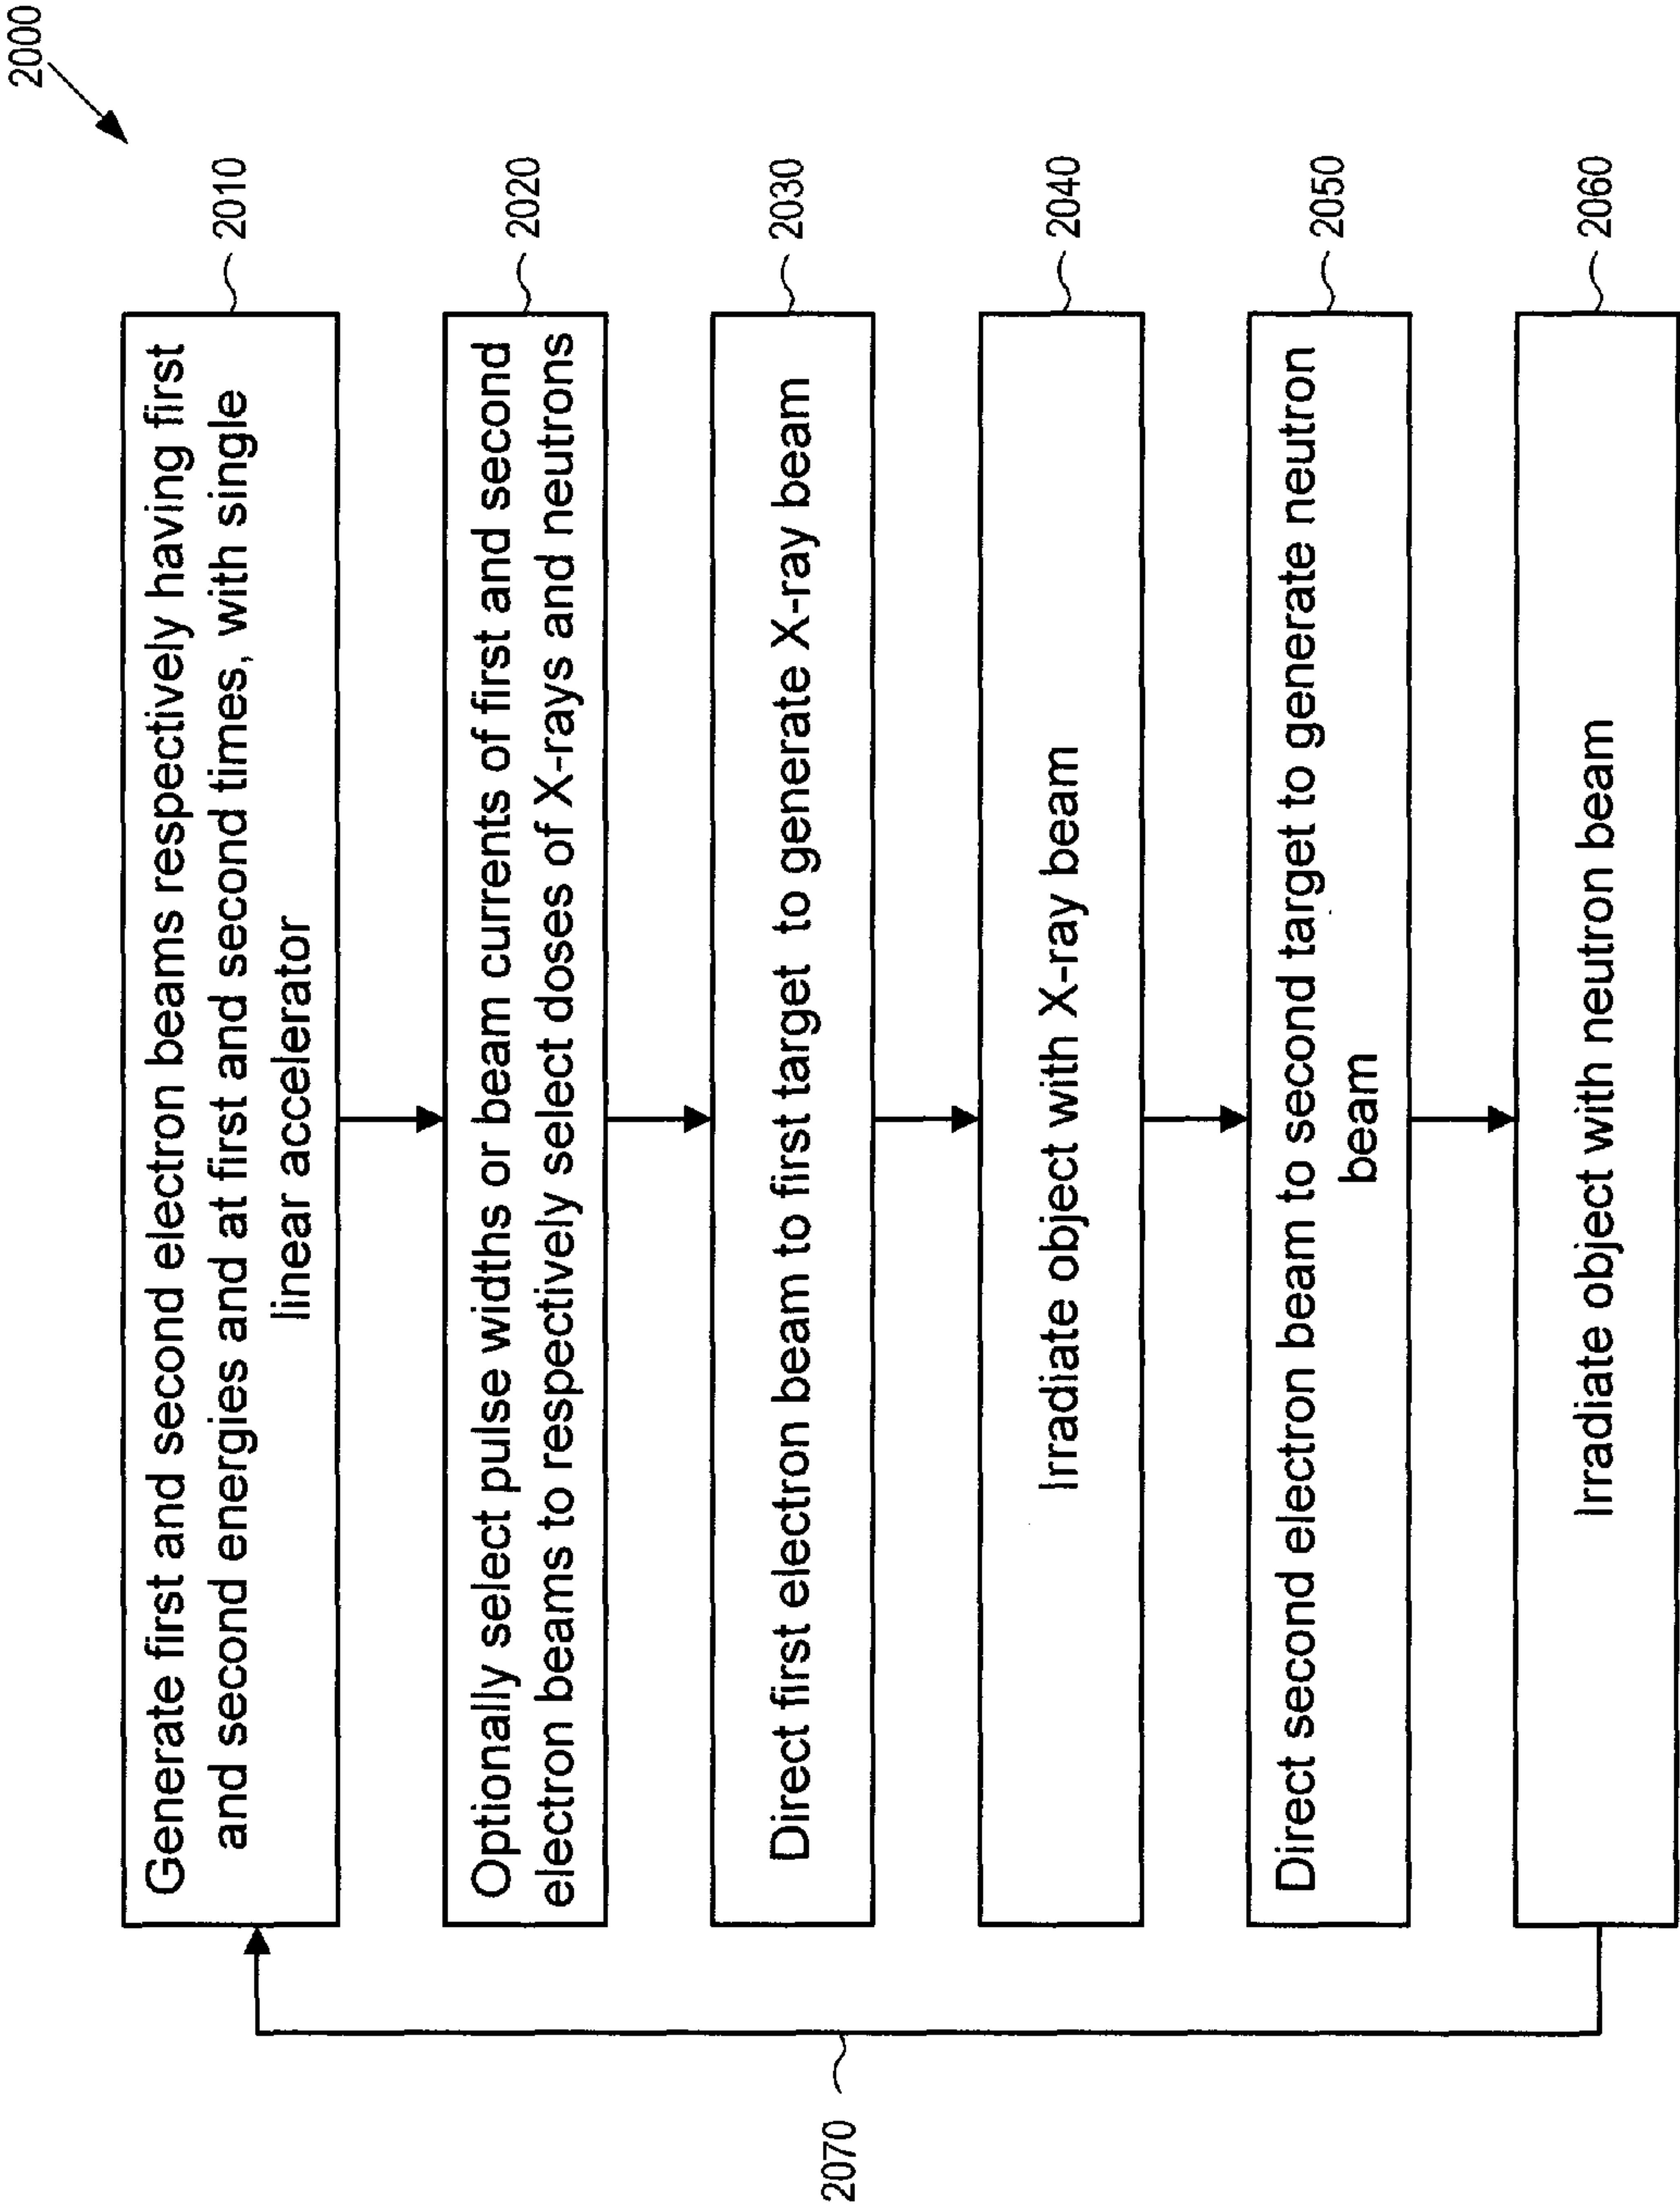 2000
Generate first and second electron beams respectively having first
and second energies and at first and second times, with single
linear accelerator
2010
Optionally select pulse widths or beam currents of first and second
electron beams to respectively select doses of X-rays and neutrons
2020
Direct first electron beam to first target to generate X-ray beam
2030
Irradiate object with X-ray beam
2040
Direct second electron beam to second target to generate neutron
beam
2050
Irradiate object with neutron beam
2060
2070